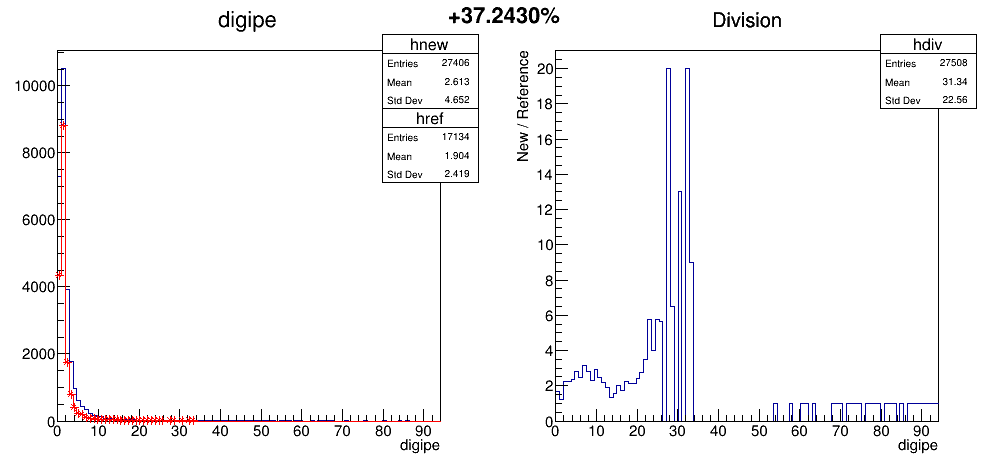 +37.2430%
digipe
hnew
Entries 27406
Mean 2.613
Std Dev 4.652
href
Entries 17134
Mean 1.904
Std Dev 2.419
10000
8000
6000
4000
2000
0
0 10 20 30 40 50 60 70 80 90
digipe
Division
hdiv
Entries 27508
Mean 31.34
Std Dev 22.56
New / Reference
20
18
16
14
12
10
8
6
4
2
0
0 10 20 30 40 50 60 70 80 90
digipe